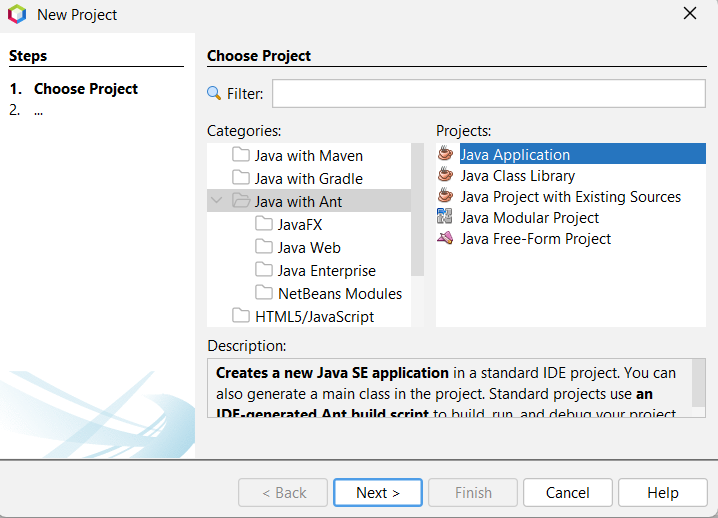 New Project
Steps
1. Choose Project
2. ...
Choose Project
Filter:
Categories:
Java with Maven
Java with Gradle
Java with Ant
JavaFX
Java Web
Java Enterprise
NetBeans Modules
HTML5/JavaScript
Projects:
Java Application
Java Class Library
Java Project with Existing Sources
Java Modular Project
Java Free-Form Project
Description:
Creates a new Java SE application in a standard IDE project. You can
also generate a main class in the project. Standard projects use an
IDE-generated Ant build script to build, run, and debug your project.
< Back
Next >
Finish
Cancel
Help